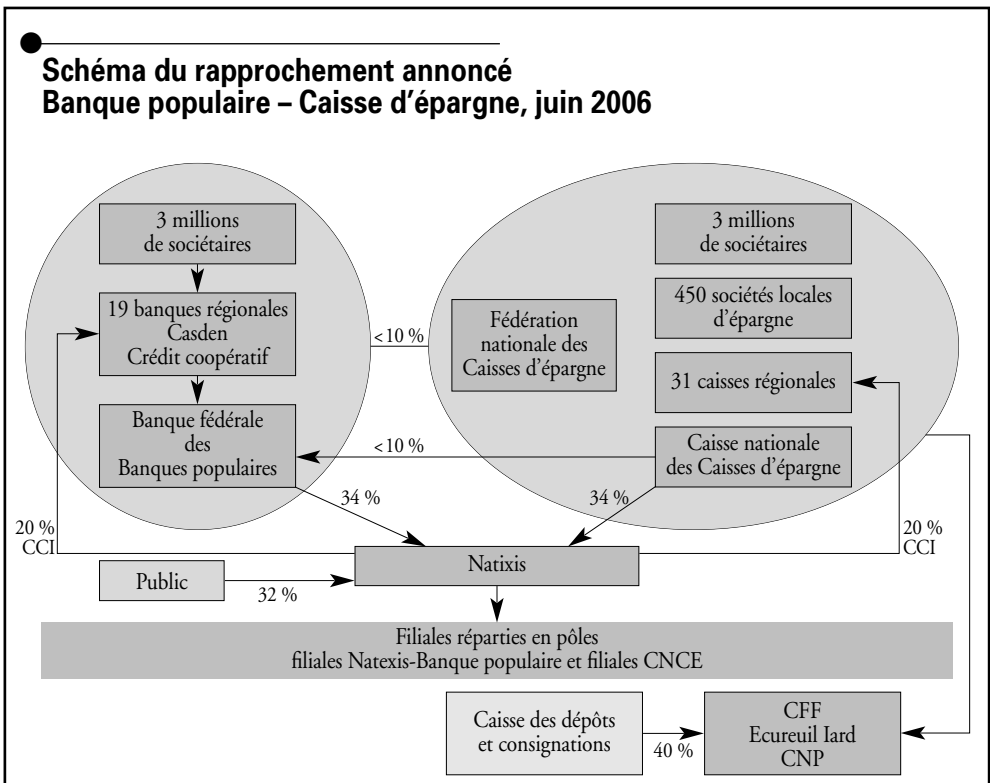 Schéma du rapprochement annoncé
Banque populaire – Caisse d'épargne, juin 2006
3 millions
de sociétaires
19 banques régionales
Casden
Crédit coopératif
Banque fédérale
des
Banques populaires
<10 %
Fédération
nationale des
Caisses d'épargne
3 millions
de sociétaires
450 sociétés locales
d'épargne
31 caisses régionales
Caisse nationale
des Caisses d'épargne
<10 %
34 %
34 %
20 %
CCI
20 %
CCI
Public
32 %
Natixis
Filiales réparties en pôles
filiales Natexis-Banque populaire et filiales CNCE
Caisse des dépôts
et consignations
40 %
CFF
Ecureuil Iard
CNP